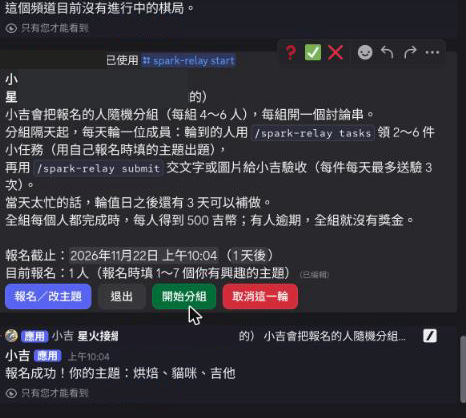 這個頻道目前沒有進行中的棋局。
只有您才能看到
已使用 spark-relay start
小
星
的）
小吉會把報名的人隨機分組（每組 4～6 人），每組開一個討論串。
分組隔天起，每天輪一位成員：輪到的人用 /spark-relay tasks 領 2～6 件
小任務（用自己報名時填的主題出題），
再用 /spark-relay submit 交文字或圖片給小吉驗收（每件每天最多送驗 3
次）。
當天太忙的話，輪值日之後還有 3 天可以補做。
全組每個人都完成時，每人得到 500 吉幣；有人逾期，全組就沒有獎金。
報名截止：2026年11月22日 上午10:04（1 天後）
目前報名：1 人（報名時填 1～7 個你有興趣的主題）（已編輯）
報名／改主題 退出 開始分組 取消這一輪
應用 小吉 星火接 的） 小吉會把報名的人隨機分組...
小吉 應用 上午10:04
報名成功！你的主題：烘焙、貓咪、吉他
只有您才能看到